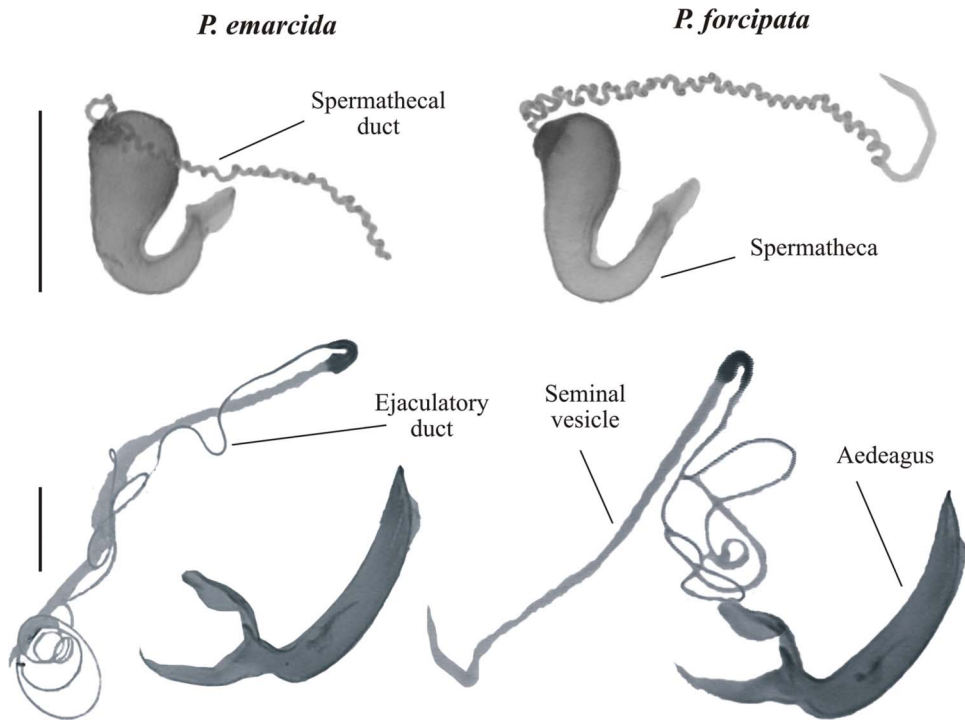 P. emarcida
P. forcipata
Spermathecal
duct
Spermatheca
Ejaculatory
duct
Seminal
vesicle
Aedeagus